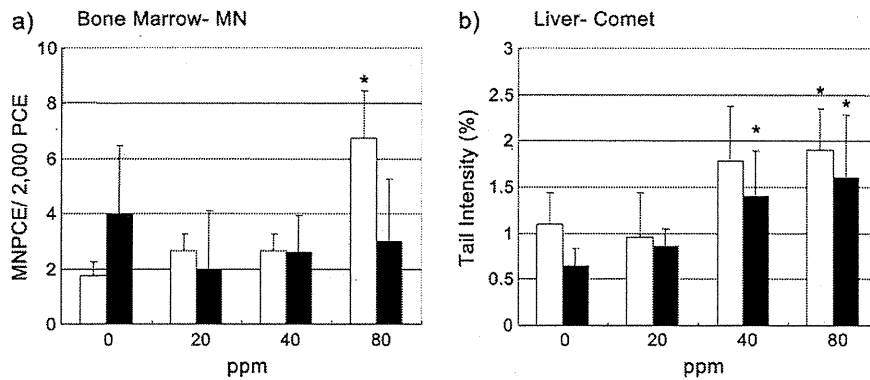 a) Bone Marrow- MN
MNPCE/ 2,000 PCE
10
8
6
4
2
0
*
0 20 40 80
ppm
b) Liver- Comet
Tail Intensity (%)
3
2.5
2
1.5
1
0.5
0
* * *
0 20 40 80
ppm